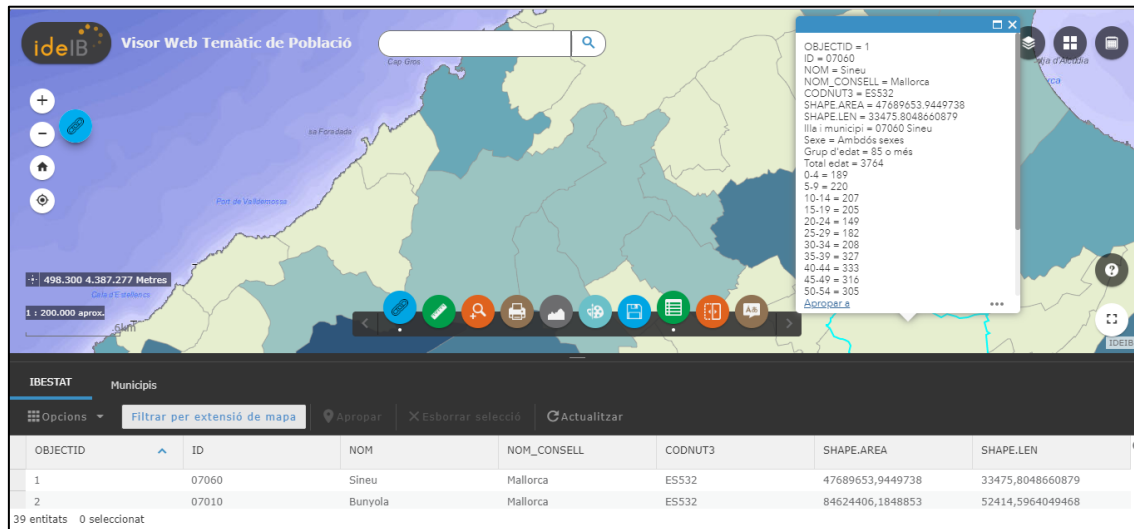 ideIB
Visor Web Temàtic de Població
Cap Gros
sa Foradada
Port de Valldemossa
498.300 4.387.277 Metres
1 : 200.000 aprox.
6km
OBJECTID = 1
ID = 07060
NOM = Sineu
NOM_CONSELL = Mallorca
CODNUT3 = ES532
SHAPE.AREA = 47689653.9449738
SHAPE.LEN = 33475.8048660879
Illa i municipi = 07060 Sineu
Sexe = Ambdós sexes
Grup d'edat = 85 o més
Total edat = 3764
0-4 = 189
5-9 = 220
10-14 = 207
15-19 = 205
20-24 = 149
25-29 = 182
30-34 = 208
35-39 = 327
40-44 = 333
45-49 = 316
50-54 = 305
Apropar a
IDEIB
IBESTAT Municipis
Opcions Filtrar per extensió de mapa Apropar Esborrar selecció Actualitzar
OBJECTID ID NOM NOM_CONSELL CODNUT3 SHAPE.AREA SHAPE.LEN
1 07060 Sineu Mallorca ES532 47689653,9449738 33475,8048660879
2 07010 Bunyola Mallorca ES532 84624406,1848853 52414,5964049468
39 entitats 0 seleccionat